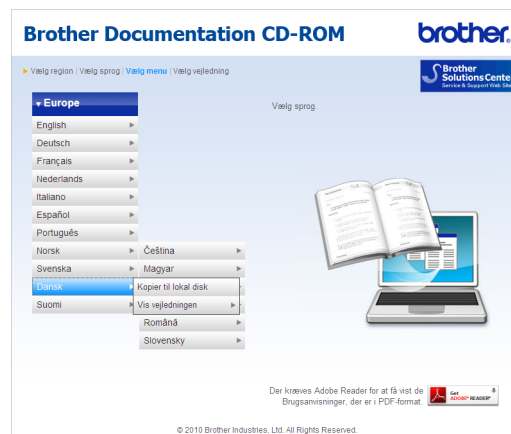 Brother Documentation CD-ROM
brother.
Vælg region | Vælg sprog | Vælg menu | Vælg vejledning
Brother
Solutions Cente
Service & Support Web Site
Europe
Vælg sprog.
English
Deutsch
Français
Nederlands
Italiano
Español
Português
Norsk
Čeština
Svenska
Magyar
Dansk
Kopier til lokal disk
Suomi
Vis vejledningen
Română
Slovensky
Der kræves Adobe Reader for at få vist de
Brugsanvisninger, der er i PDF-format.
Get
ADOBE® READER®
© 2010 Brother Industries, Ltd. All Rights Reserved.